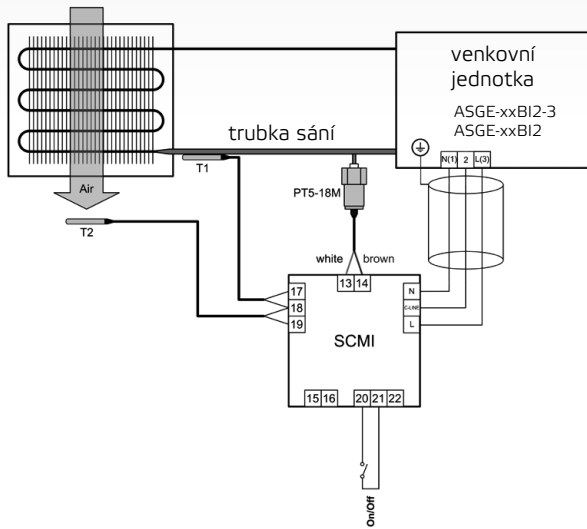 venkovní
jednotka
ASGE-xxBI2-3
ASGE-xxBI2
trubka sání
T1
N(1) 2 L(3)
Air
PT5-18M
T2
white brown
13 14
17
18
19
N
C-LINE
L
SCMI
15 16 20 21 22
On/Off